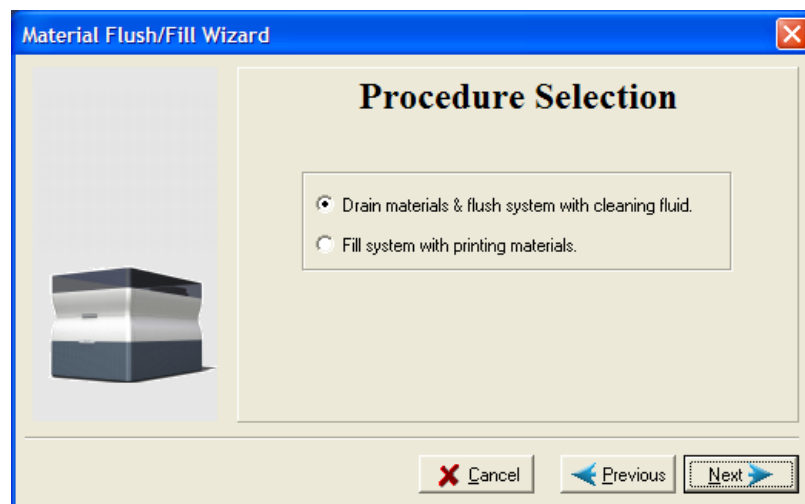 Material Flush/Fill Wizard
Procedure Selection
Drain materials & flush system with cleaning fluid.
Fill system with printing materials.
Cancel
Previous
Next